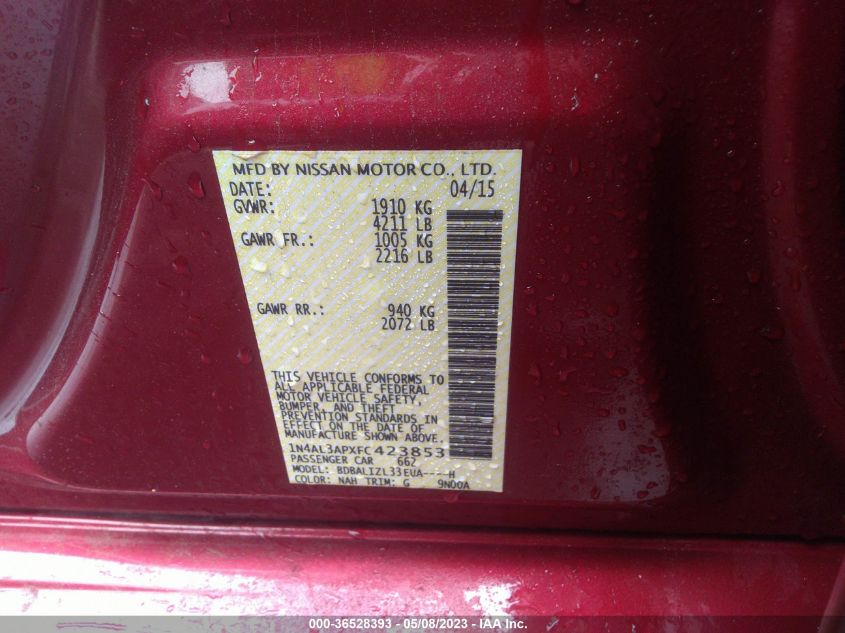 MFD BY NISSAN MOTOR CO., LTD.
DATE: 04/15
GVWR: 1910 KG
4211 LB
GAWR FR.: 1005 KG
2216 LB
GAWR RR.: 940 KG
2072 LB
THIS VEHICLE CONFORMS TO
ALL APPLICABLE FEDERAL
MOTOR VEHICLE SAFETY,
BUMPER, AND THEFT
PREVENTION STANDARDS IN
EFFECT ON THE DATE OF
MANUFACTURE SHOWN ABOVE.
1N4AL3APXFC423853
PASSENGER CAR 662
MODEL: BDBALIZL33EUA----H
COLOR: NAH TRIM: G 9N00A
000-36528393 - 05/08/2023 - IAA Inc.